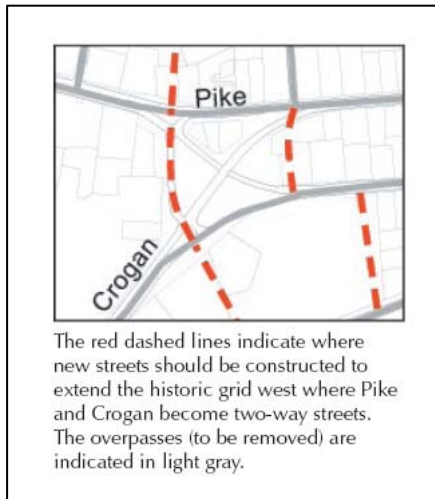 Pike
Crogan
The red dashed lines indicate where
new streets should be constructed to
extend the historic grid west where Pike
and Crogan become two-way streets.
The overpasses (to be removed) are
indicated in light gray.